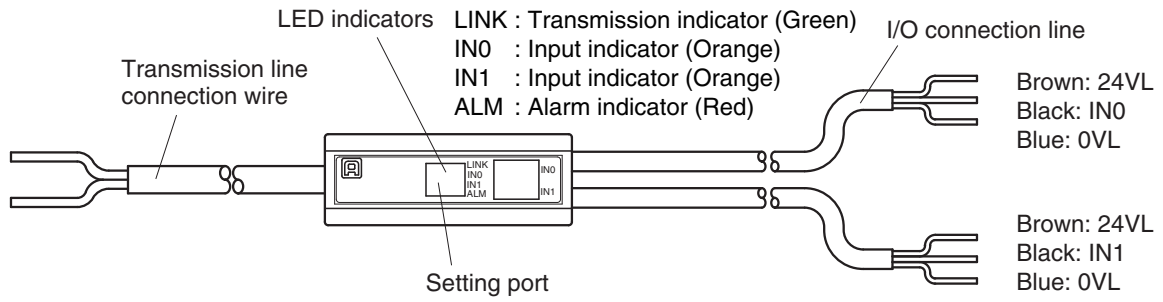 LED indicators
LINK : Transmission indicator (Green)
IN0 : Input indicator (Orange)
IN1 : Input indicator (Orange)
ALM : Alarm indicator (Red)
I/O connection line
Transmission line
connection wire
Brown: 24VL
Black: IN0
Blue: 0VL
LINK
IN0
IN1
ALM
IN0
IN1
Brown: 24VL
Black: IN1
Blue: 0VL
Setting port